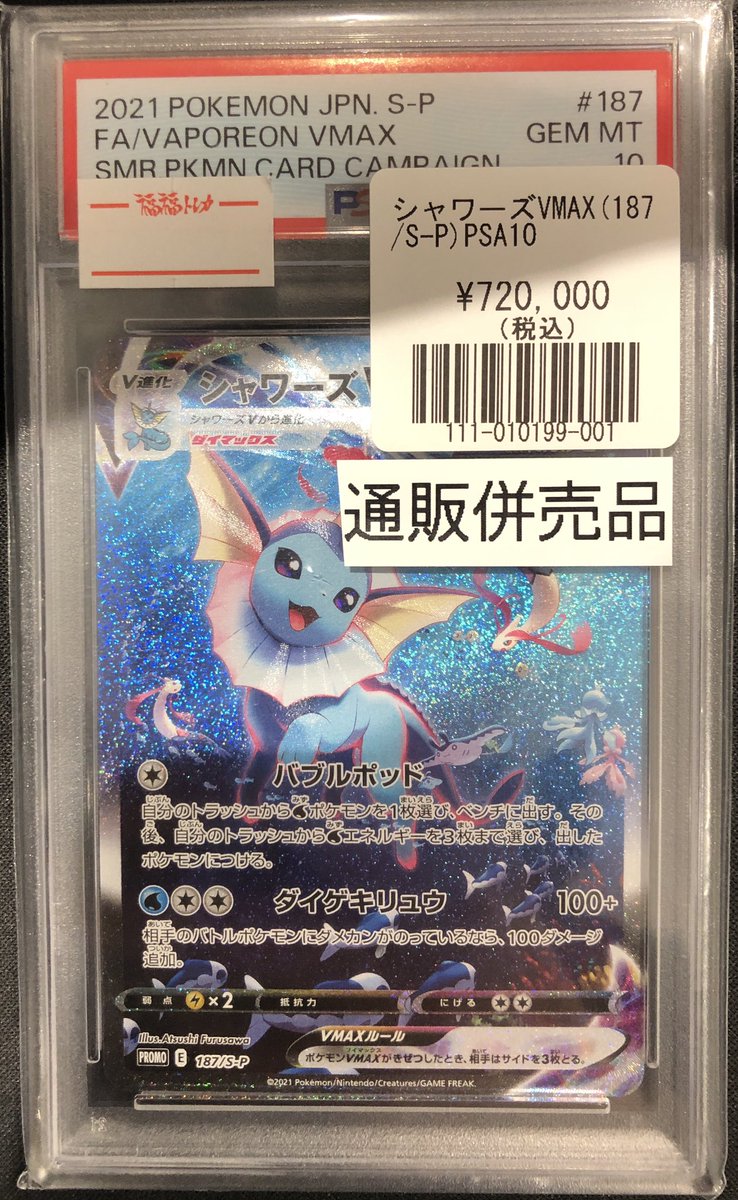 2021 POKEMON JPN. S-P
#187
FA/VAPOREON VMAX
GEM MT
SMR PKMN CARD CAMPAIGN
10
福福トレカ
シャワーズVMAX(187
/S-P)PSA10
¥720,000
(税込)
111-010199-001
通販併売品
V進化
シャワーズV
シャワーズVから進化
ダイマックス
バブルポッド
自分のトラッシュからポケモンを1枚選び、ベンチに出す。その
後、自分のトラッシュからエネルギーを3枚まで選び、出した
ポケモンにつける。
ダイゲキリュウ 100+
相手のバトルポケモンにダメカンがのっているなら、100ダメージ
追加。
弱点 ×2 抵抗力 にげる
Illus.Atsushi Furusawa
VMAXルール
PROMO E 187/S-P
ポケモンVMAXがきぜつしたとき、相手はサイドを3枚とる。
©2021 Pokémon/Nintendo/Creatures/GAME FREAK.